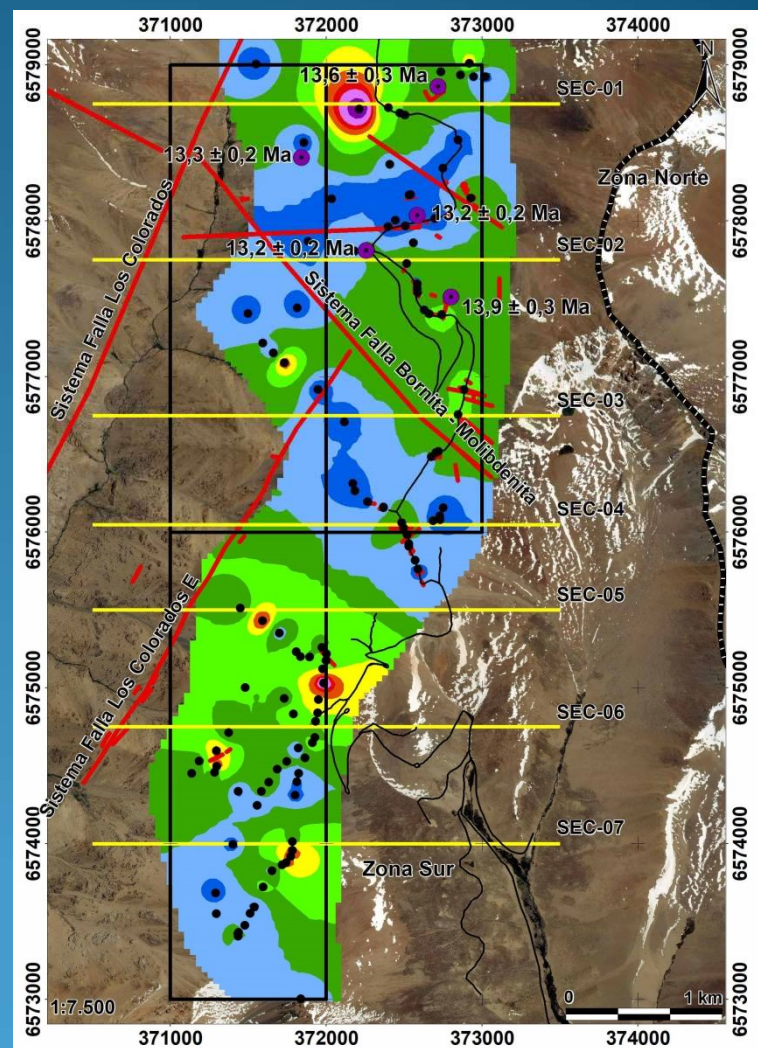 371000 372000 373000 374000
6579000 6579000
N
13,6 ± 0,3 Ma
SEC-01
13,3 ± 0,2 Ma
Zona Norte
13,2 ± 0,2 Ma
6578000 6578000
13,2 ± 0,2 Ma
SEC-02
Sistema Falla Los Colorados
Sistema Falla Bornita - Molibdenita
13,9 ± 0,3 Ma
6577000 6577000
SEC-03
SEC-04
6576000 6576000
SEC-05
Sistema Falla Los Colorados E
6575000 6575000
SEC-06
6574000 6574000
SEC-07
Zona Sur
6573000 6573000
1:7.500
0 1 km
371000 372000 373000 374000